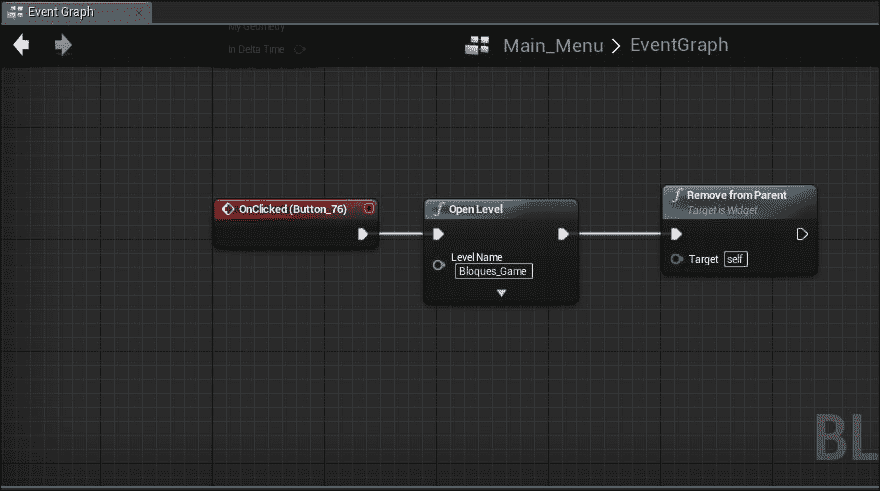 Event Graph
My Geometry
In Delta Time
Main_Menu > EventGraph
OnClicked (Button_76)
f Open Level
Level Name
Bloques_Game
f Remove from Parent
Target is Widget
Target self
BL